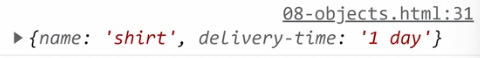 08-objects.html:31
▶ {name: 'shirt', delivery-time: '1 day'}